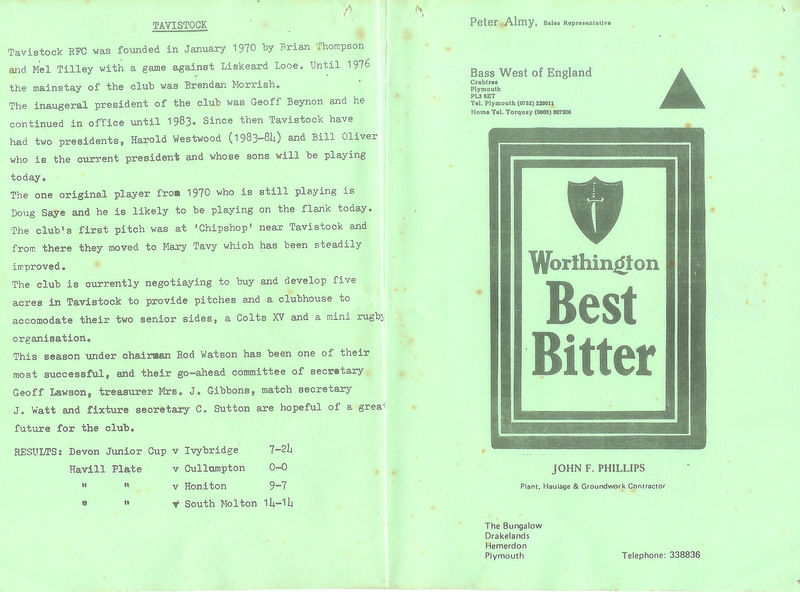 TAVISTOCK
Tavistock RFC was founded in January 1970 by Brian Thompson
and Mel Tilley with a game against Liskeard Looe. Until 1976
the mainstay of the club was Brendan Morrish.
The inaugeral president of the club was Geoff Beynon and he
continued in office until 1983. Since then Tavistock have
had two presidents, Harold Westwood (1983-84) and Bill Oliver
who is the current president and whose sons will be playing
today.
The one original player from 1970 who is still playing is
Doug Saye and he is likely to be playing on the flank today.
The club's first pitch was at 'Chipshop' near Tavistock and
from there they moved to Mary Tavy which has been steadily
improved.
The club is currently negotiaying to buy and develop five
acres in Tavistock to provide pitches and a clubhouse to
accomodate their two senior sides, a Colts XV and a mini rugby
organisation.
This season under chairman Rod Watson has been one of their
most successful, and their go-ahead committee of secretary
Geoff Lawson, treasurer Mrs. J. Gibbons, match secretary
J. Watt and fixture secretary C. Sutton are hopeful of a great
future for the club.
RESULTS: Devon Junior Cup v Ivybridge 7-24
Havill Plate v Cullompton 0-0
" " v Honiton 9-7
" " v South Molton 14-14
Peter Almy, Sales Representative
Bass West of England
Crabtree
Plymouth
PL3 6ET
Tel. Plymouth (0752) 229611
Home Tel. Torquay (0803) 607306
Worthington
Best
Bitter
JOHN F. PHILLIPS
Plant, Haulage & Groundwork Contractor
The Bungalow
Drakelands
Hemerdon
Plymouth
Telephone: 338836